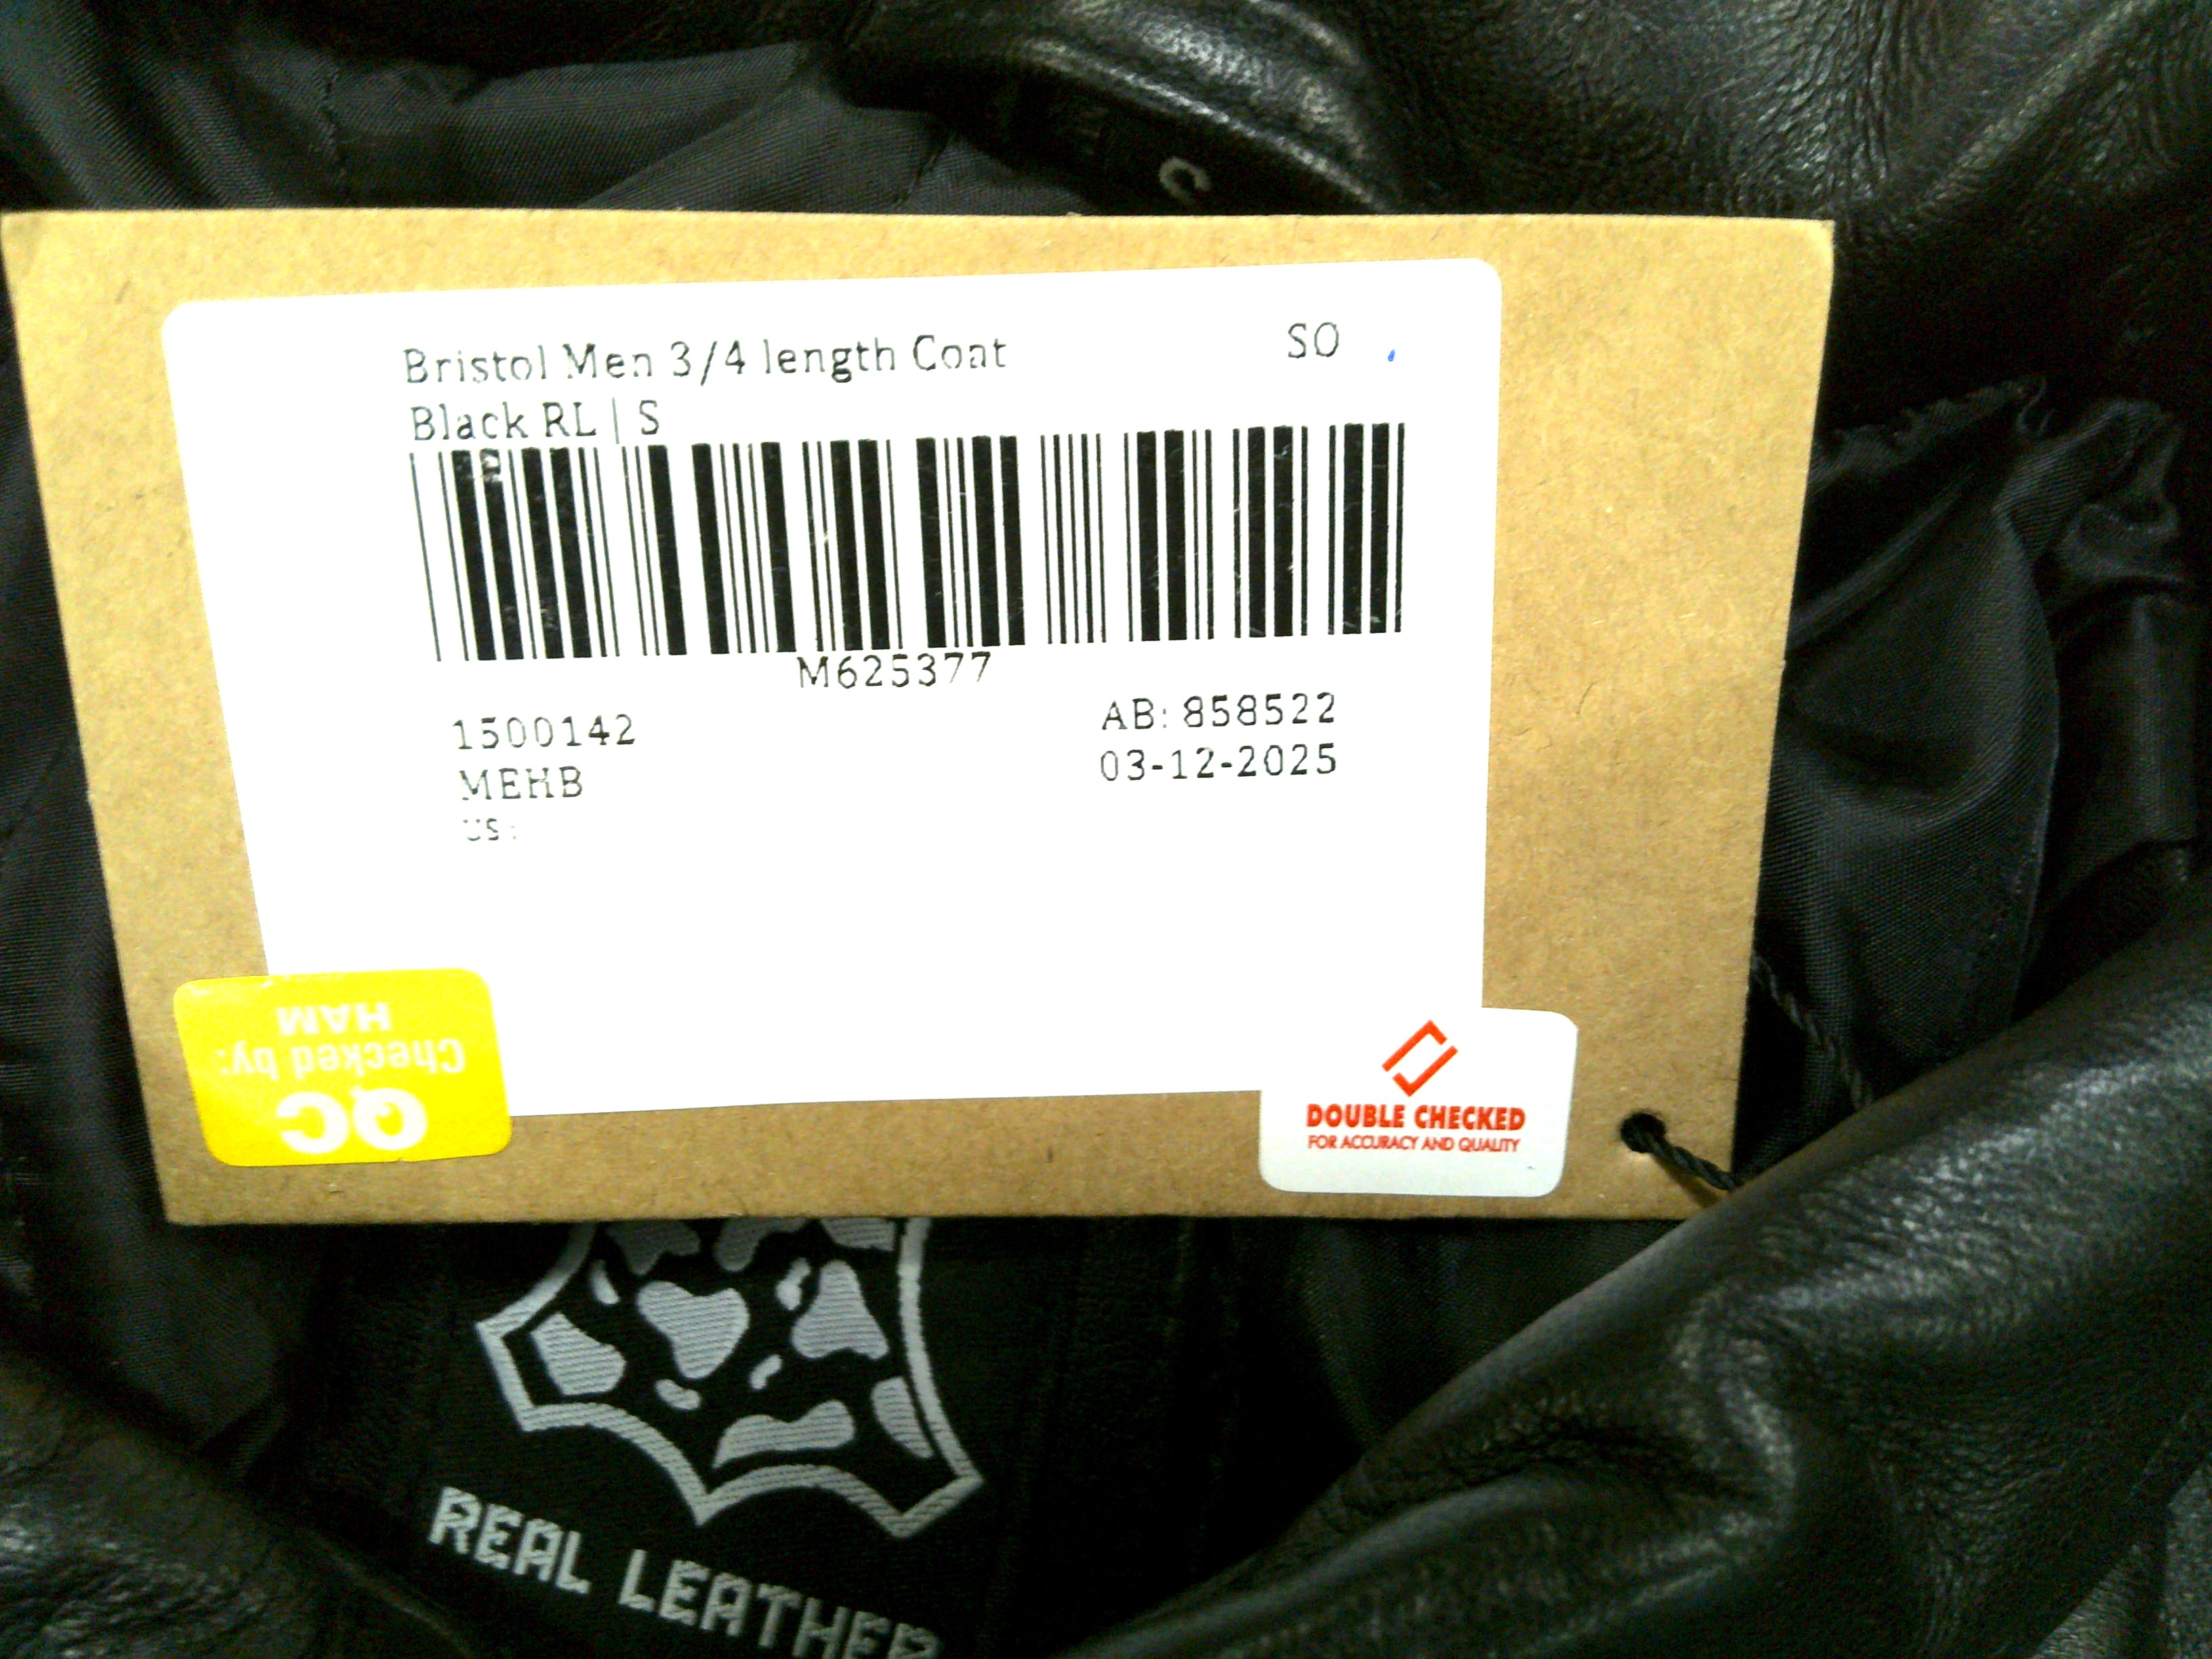 C
Bristol Men 3/4 length Coat
SO
Black RL | S
M625377
1500142
AB: 858522
MEHB
03-12-2025
US:
QC
Checked by:
HAM
DOUBLE CHECKED
FOR ACCURACY AND QUALITY
REAL LEATHER